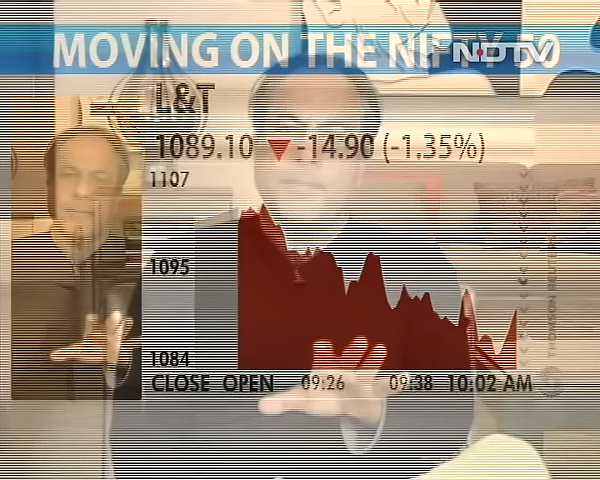 MOVING ON THE NIFTY 50
NDTV
L&T
1089.10 ▼ -14.90 (-1.35%)
1107
1095
1084
CLOSE OPEN 09:26 09:38 10:02 AM
THOMSON REUTERS